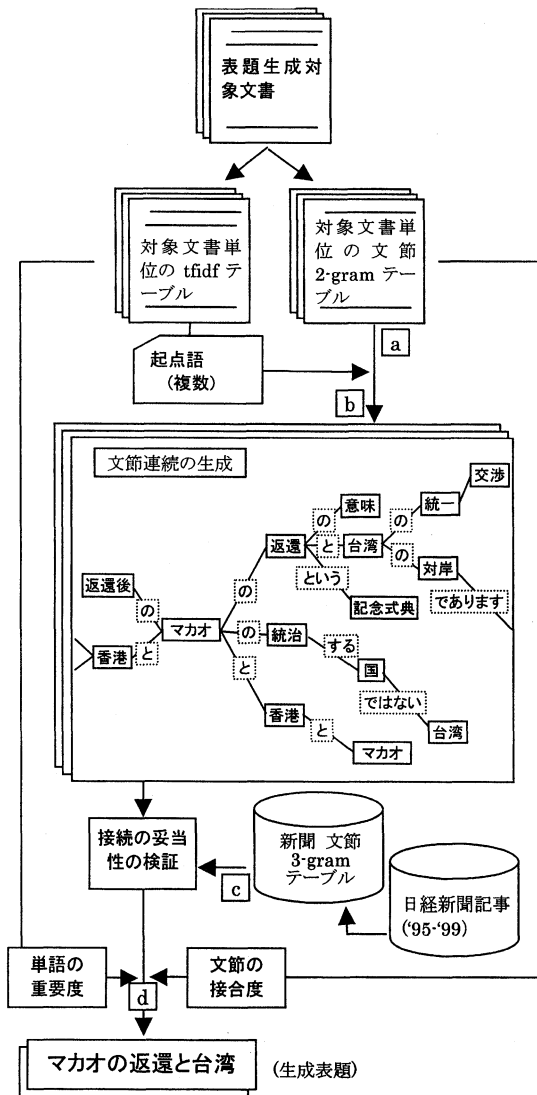 表題生成対
象文書
対象文書単
位の tfidf テ
ーブル
対象文書単
位の文節
2-gram テー
ブル
a
起点語
(複数)
b
文節連続の生成
交渉
意味
統一
の
の
返還
と
台湾
の
対岸
という
であります
返還後
の
記念式典
の
マカオ
の
統治
する
香港
と
国
と
ではない
香港
と
台湾
マカオ
接続の妥当
性の検証
c
新聞 文節
3-gram
テーブル
日経新聞記事
('95-'99)
単語の
重要度
文節の
接合度
d
マカオの返還と台湾
(生成表題)